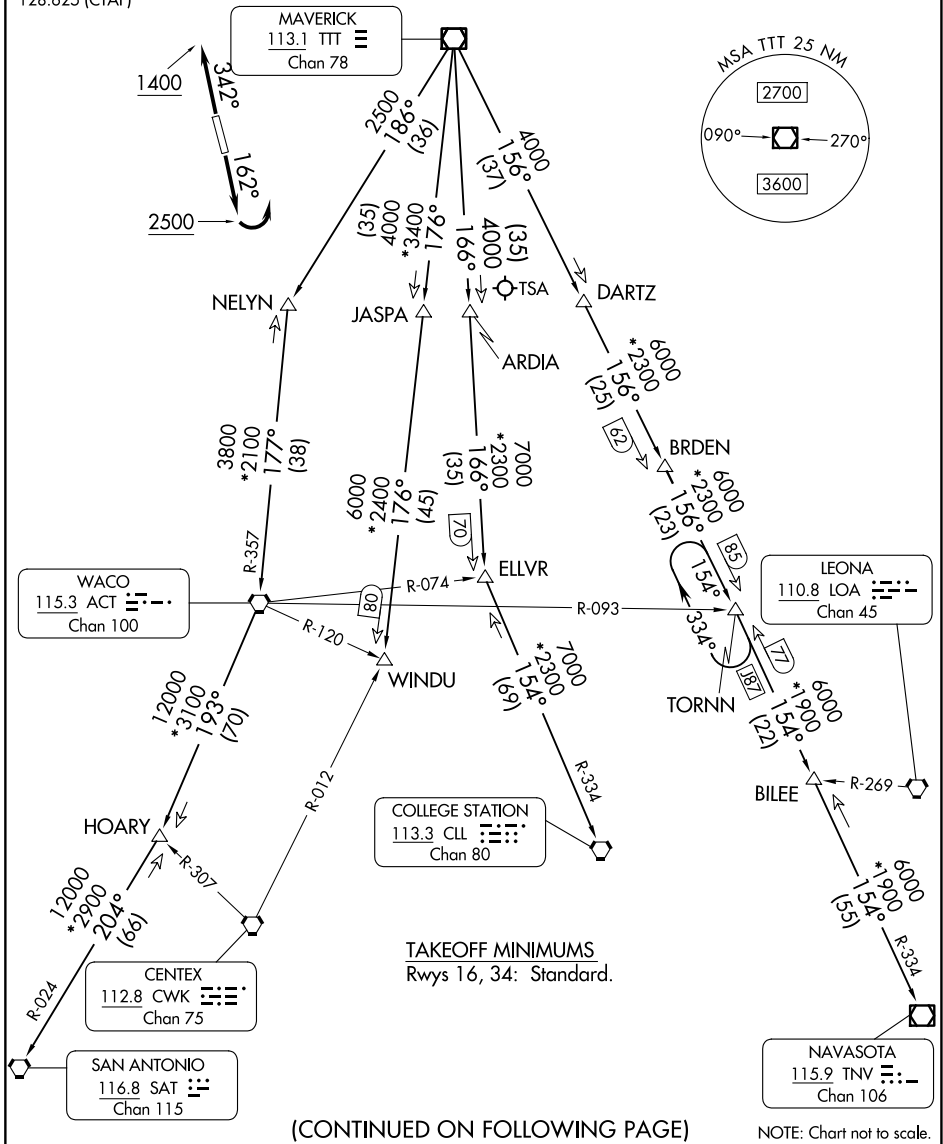 128.625 (CTAF)
MAVERICK
113.1 TTT
Chan 78
1400
342°
162°
2500
MSA TTT 25 NM
2700
090°
270°
3600
2500
186°
(36)
(35)
4000
*3400
176°
(35)
4000
166°
4000
156°
(37)
TSA
NELYN
JASPA
ARDIA
DARTZ
6000
*2300
156°
(25)
62
BRDEN
3800
*2100
177°
(38)
6000
*2400
176°
(45)
7000
*2300
166°
(35)
70
6000
*2300
156°
(23)
85
R-357
WACO
115.3 ACT
Chan 100
R-074
ELLVR
80
R-093
R-120
WINDU
154°
334°
J87
77
TORNN
LEONA
110.8 LOA
Chan 45
12000
*3100
193°
(70)
7000
*2300
154°
(69)
6000
*1900
154°
(22)
BILEE
R-269
R-012
R-334
HOARY
R-307
COLLEGE STATION
113.3 CLL
Chan 80
12000
*2900
204°
(66)
R-024
6000
*1900
154°
(55)
R-334
CENTEX
112.8 CWK
Chan 75
TAKEOFF MINIMUMS
Rwys 16, 34: Standard.
SAN ANTONIO
116.8 SAT
Chan 115
NAVASOTA
115.9 TNV
Chan 106
(CONTINUED ON FOLLOWING PAGE)
NOTE: Chart not to scale.